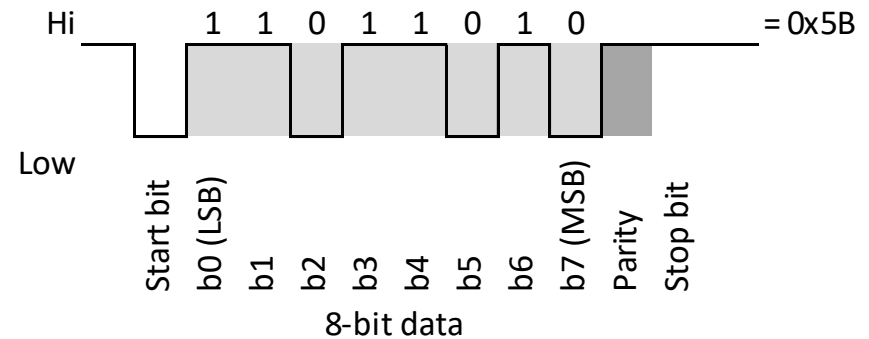 Hi 1 1 0 1 1 0 1 0 = 0x5B
Low
Start bit
b0 (LSB)
b1
b2
b3
b4
b5
b6
b7 (MSB)
Parity
Stop bit
8-bit data